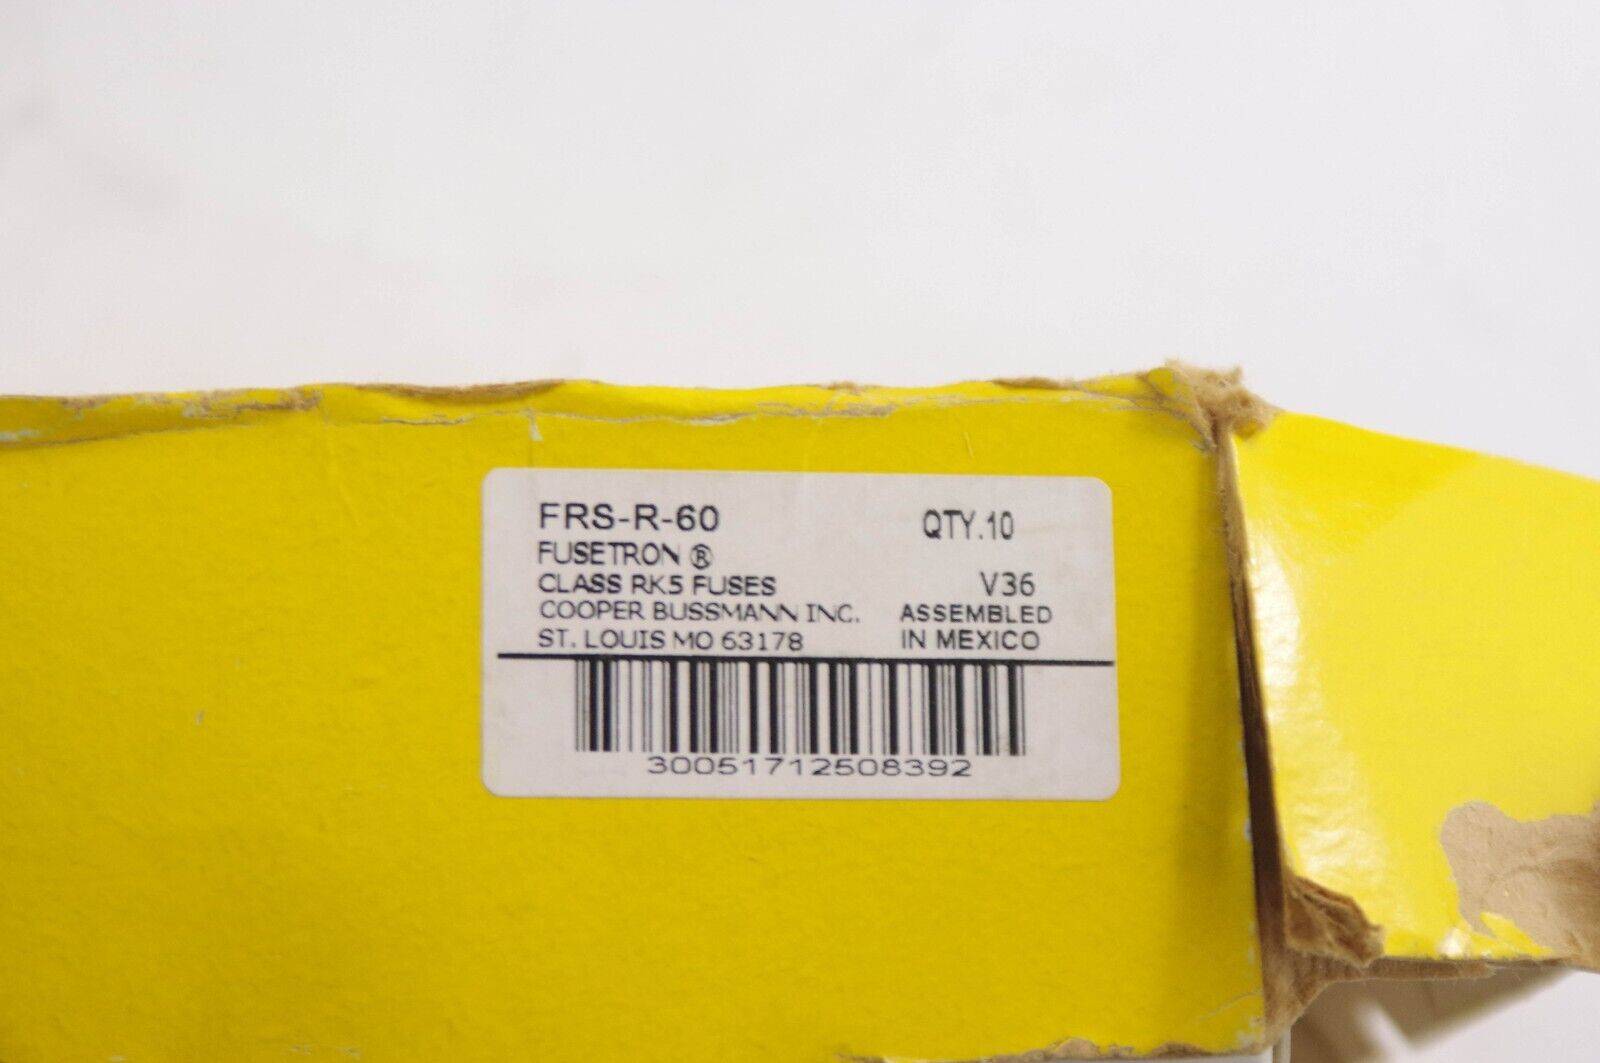 FRS-R-60 QTY.10
FUSETRON ®
CLASS RK5 FUSES V36
COOPER BUSSMANN INC. ASSEMBLED
ST. LOUIS MO 63178 IN MEXICO
30051712508392